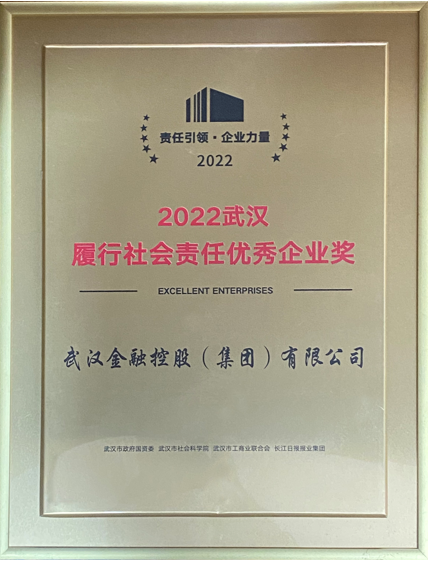 责任引领·企业力量
2022
2022武汉
履行社会责任优秀企业奖
EXCELLENT ENTERPRISES
武汉金融控股（集团）有限公司
武汉市政府国资委 武汉市社会科学院 武汉市工商业联合会 长江日报报业集团